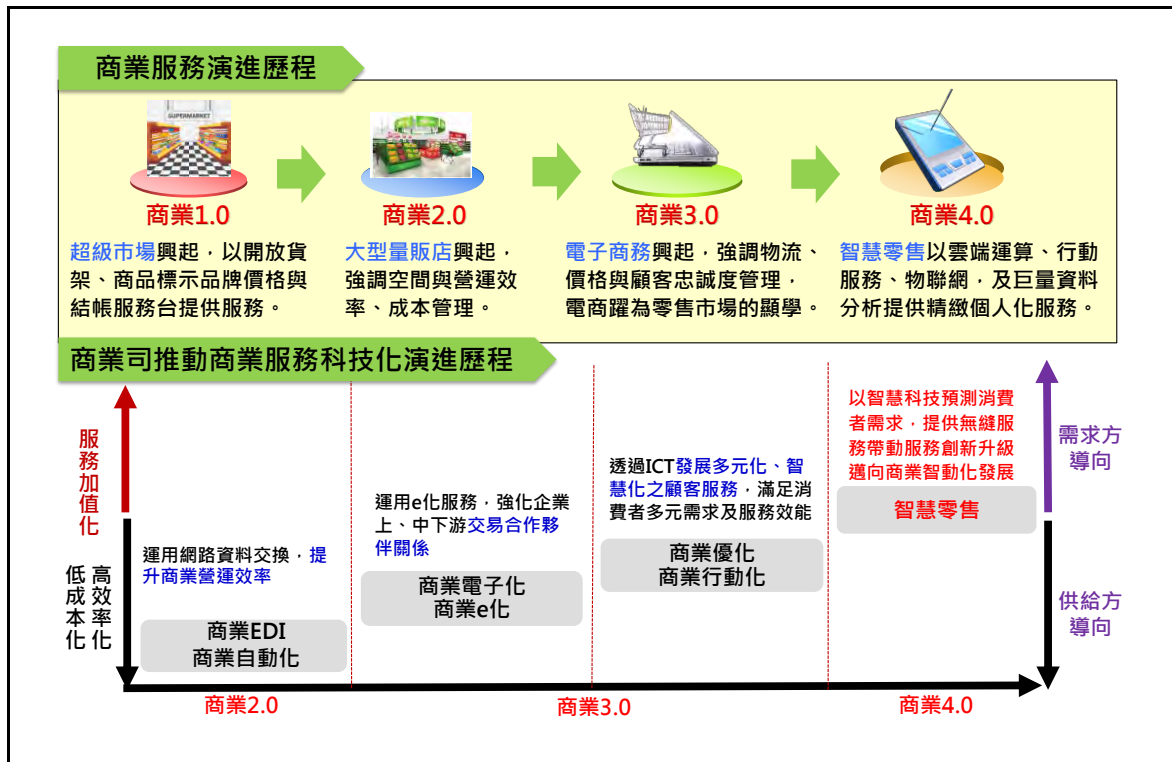 商業服務演進歷程
SUPERMARKET
商業1.0
超級市場興起，以開放貨
架、商品標示品牌價格與
結帳服務台提供服務。
商業2.0
大型量販店興起，
強調空間與營運效
率、成本管理。
商業3.0
電子商務興起，強調物流、
價格與顧客忠誠度管理，
電商躍為零售市場的顯學。
商業4.0
智慧零售以雲端運算、行動
服務、物聯網，及巨量資料
分析提供精緻個人化服務。
商業司推動商業服務科技化演進歷程
服務加值化
高效率化
低成本化
運用網路資料交換，提
升商業營運效率
商業EDI
商業自動化
運用e化服務，強化企業
上、中下游交易合作夥
伴關係
商業電子化
商業e化
透過ICT發展多元化、智
慧化之顧客服務，滿足消
費者多元需求及服務效能
商業優化
商業行動化
以智慧科技預測消費
者需求，提供無縫服
務帶動服務創新升級
邁向商業智動化發展
智慧零售
需求方
導向
供給方
導向
商業2.0
商業3.0
商業4.0